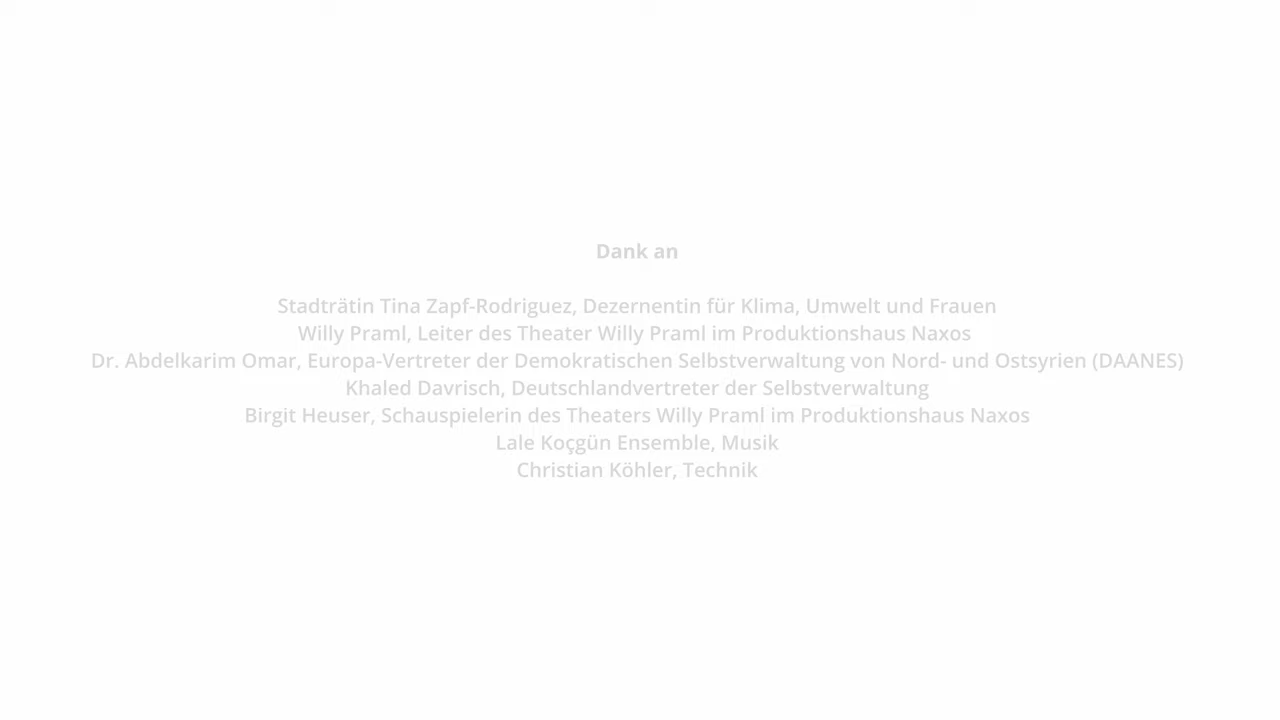 Dank an
Stadträtin Tina Zapf-Rodriguez, Dezernentin für Klima, Umwelt und Frauen
Willy Praml, Leiter des Theater Willy Praml im Produktionshaus Naxos
Dr. Abdelkarim Omar, Europa-Vertreter der Demokratischen Selbstverwaltung von Nord- und Ostsyrien (DAANES)
Khaled Davrisch, Deutschlandvertreter der Selbstverwaltung
Birgit Heuser, Schauspielerin des Theaters Willy Praml im Produktionshaus Naxos
Lale Koçgün Ensemble, Musik
Christian Köhler, Technik